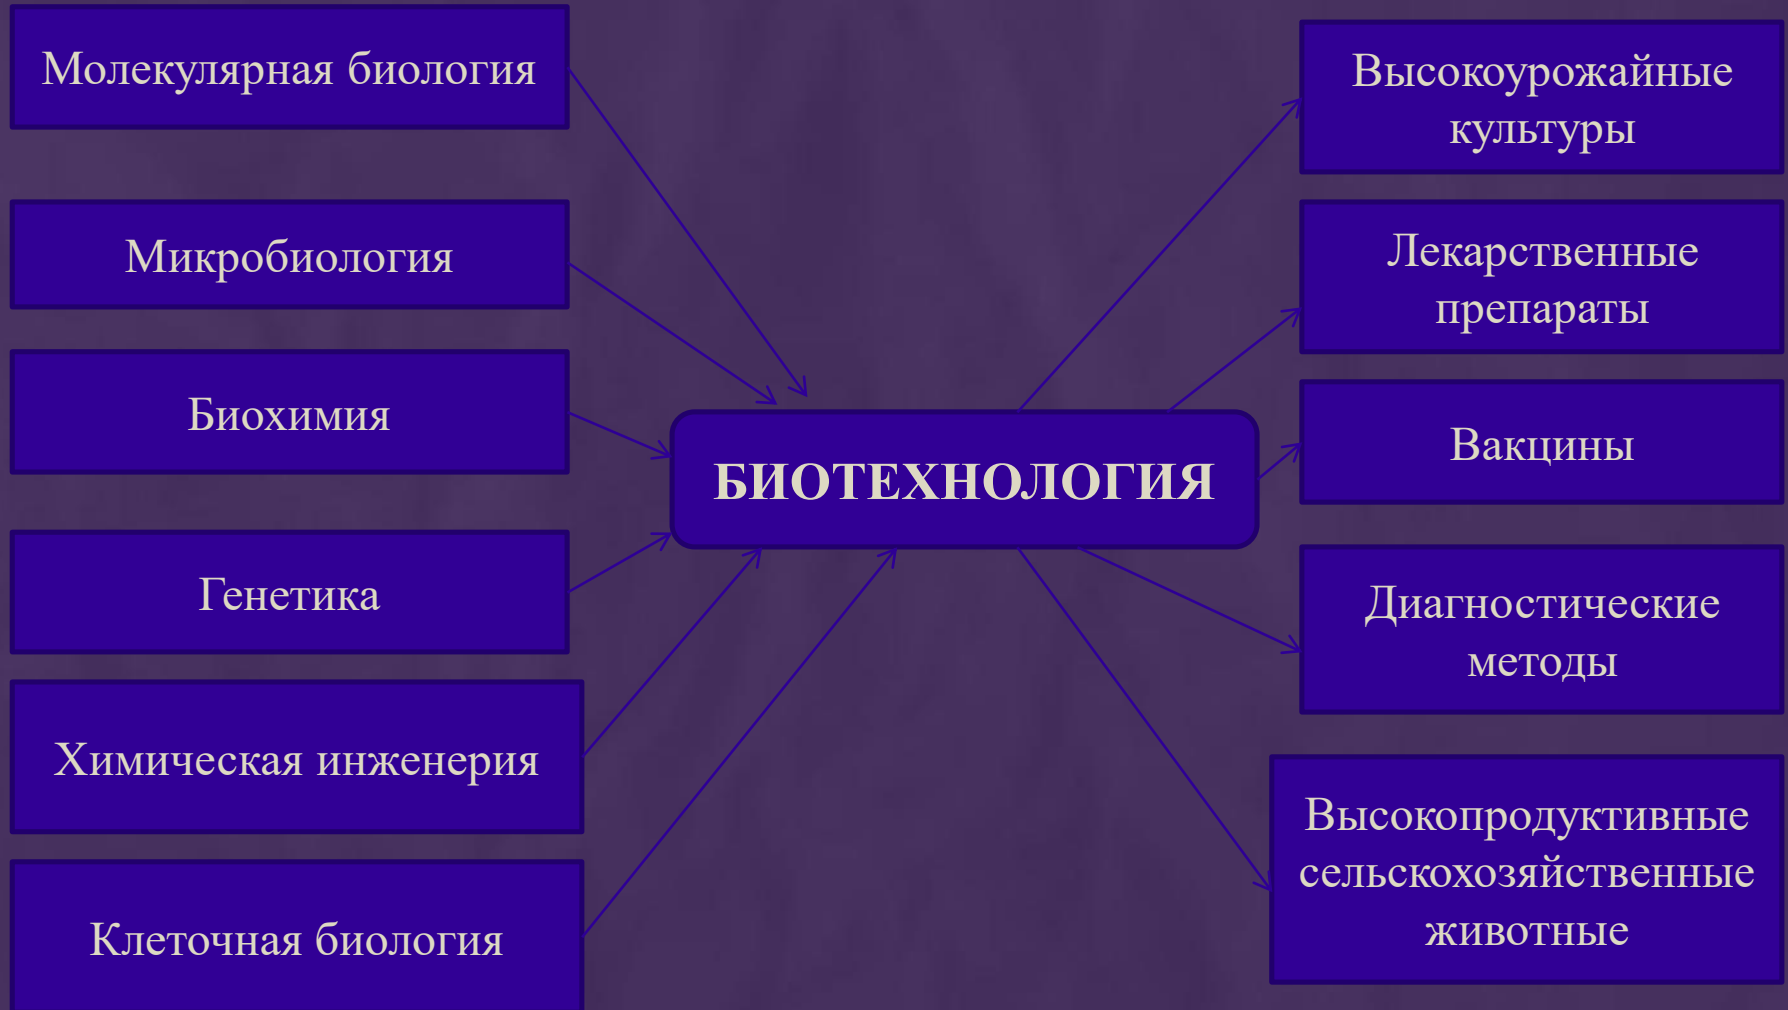 Молекулярная биология
Микробиология
Биохимия
Генетика
Химическая инженерия
Клеточная биология
БИОТЕХНОЛОГИЯ
Высокоурожайные
культуры
Лекарственные
препараты
Вакцины
Диагностические
методы
Высокопродуктивные
сельскохозяйственные
животные